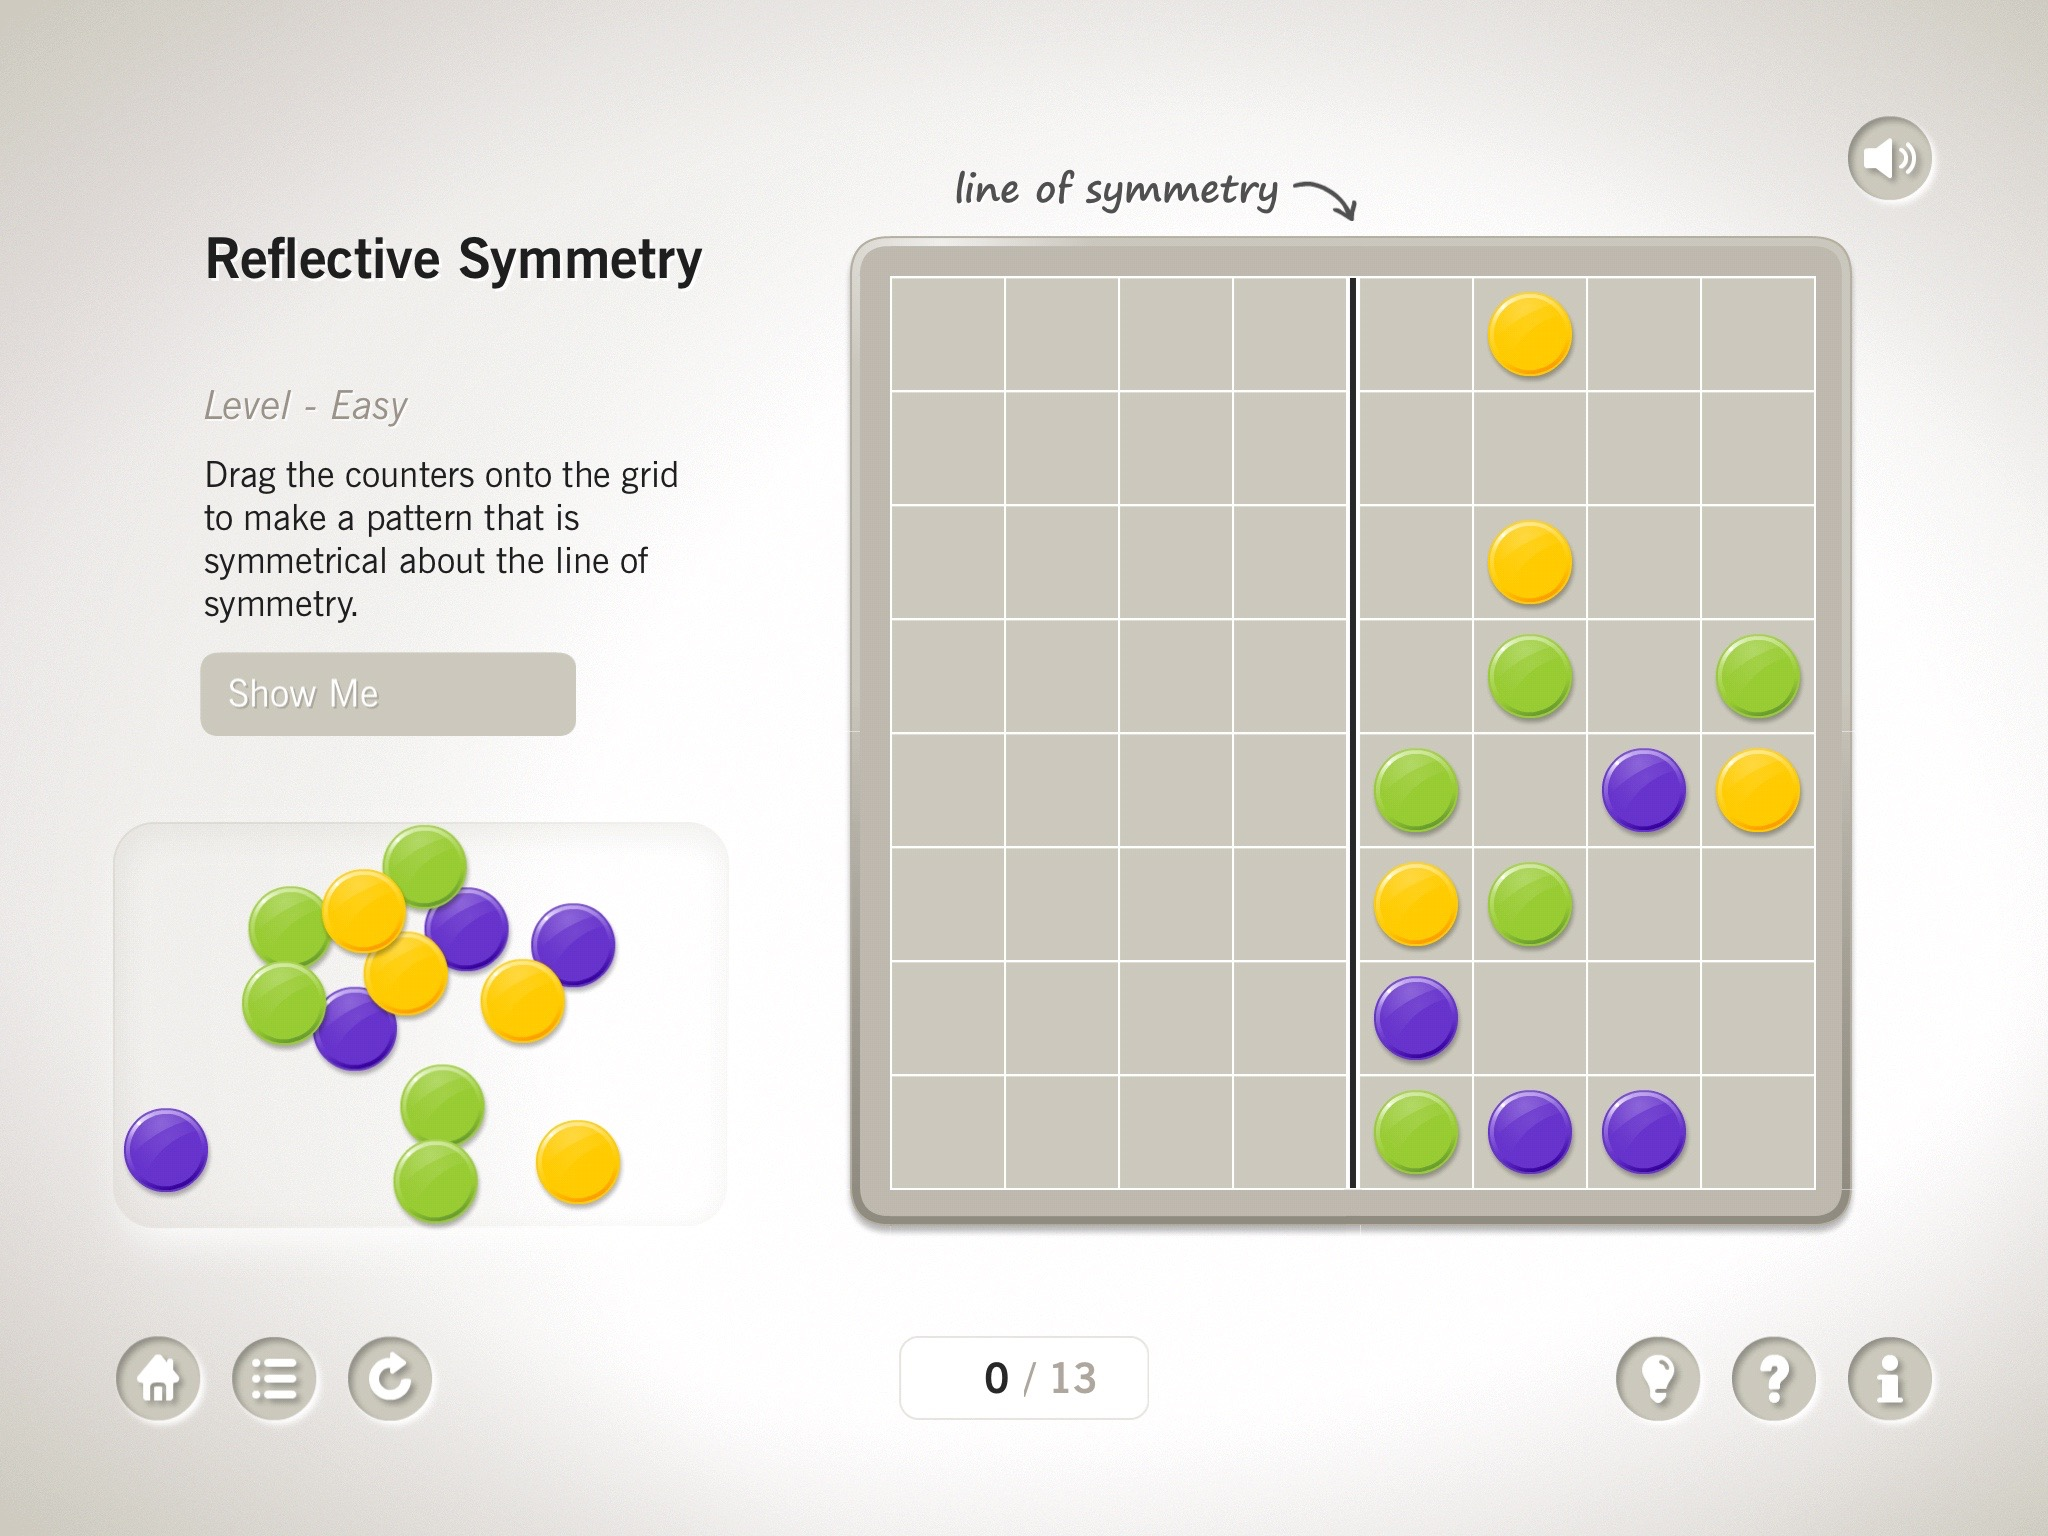 line of symmetry
Reflective Symmetry
Level - Easy
Drag the counters onto the grid
to make a pattern that is
symmetrical about the line of
symmetry.
Show Me
0 / 13